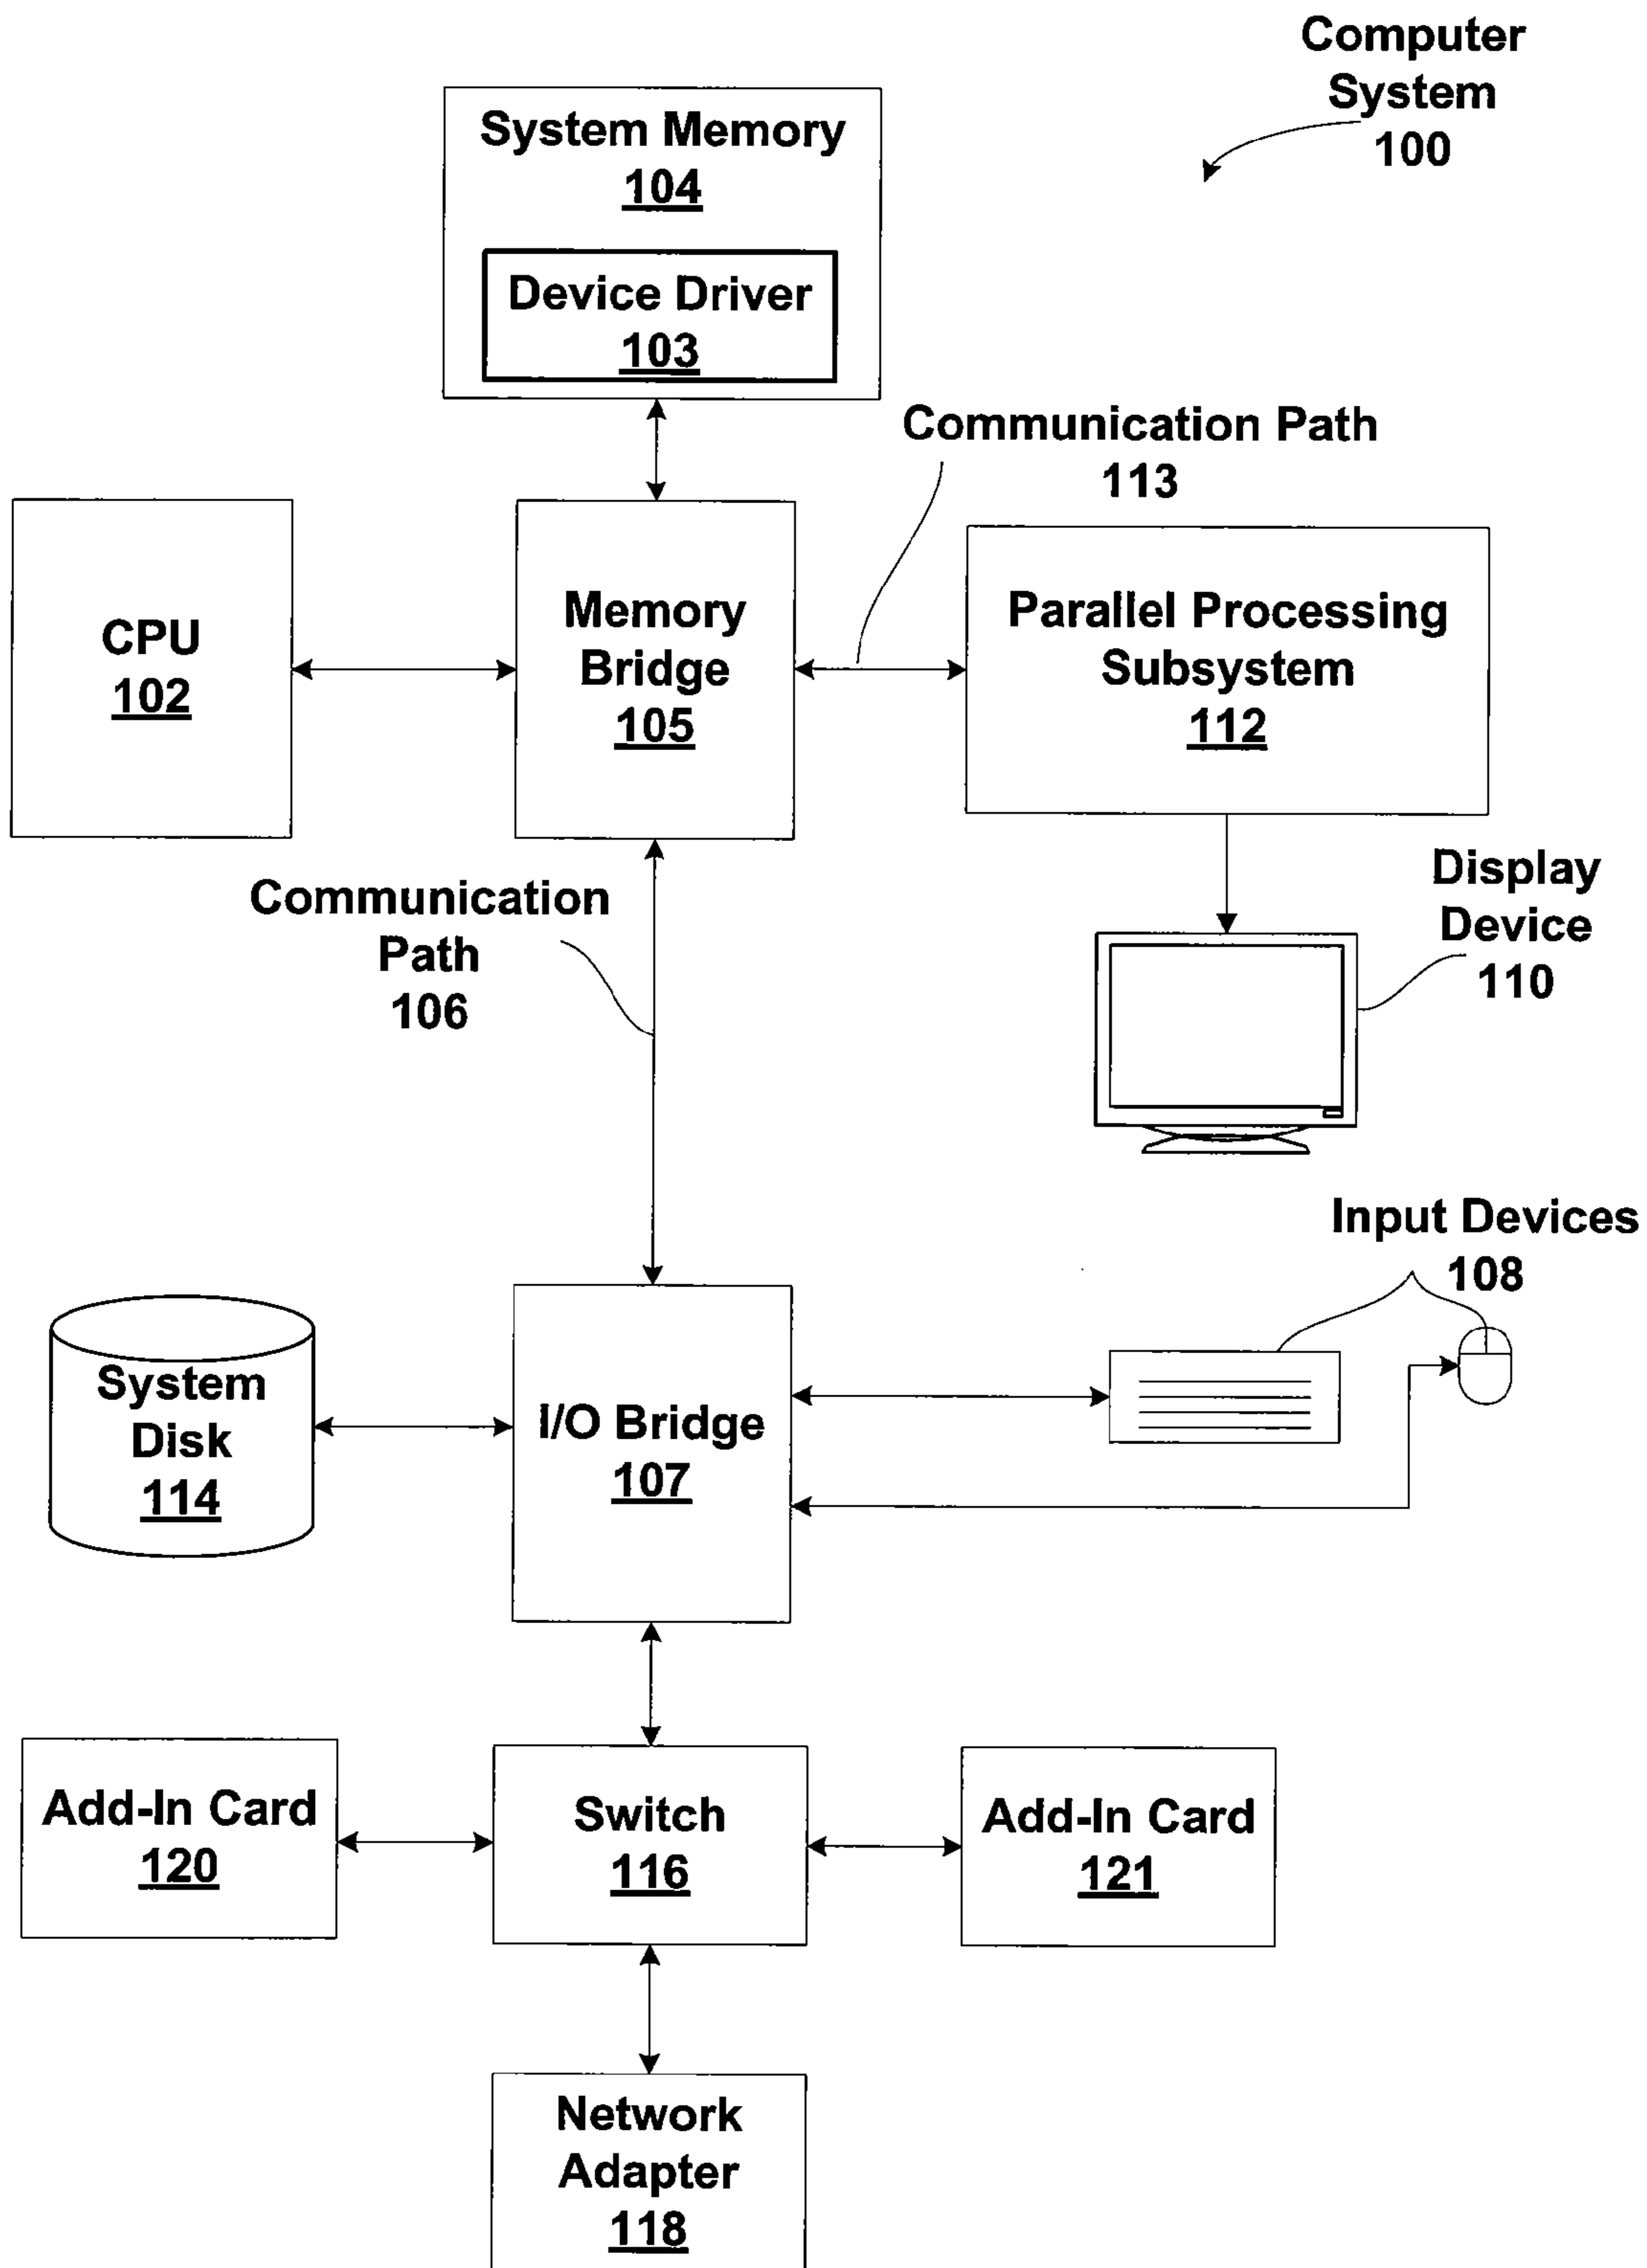 Computer
System
100
System Memory
104
Device Driver
103
Communication Path
113
CPU
102
Memory
Bridge
105
Parallel Processing
Subsystem
112
Communication
Path
106
Display
Device
110
Input Devices
108
System
Disk
114
I/O Bridge
107
Add-In Card
120
Switch
116
Add-In Card
121
Network
Adapter
118